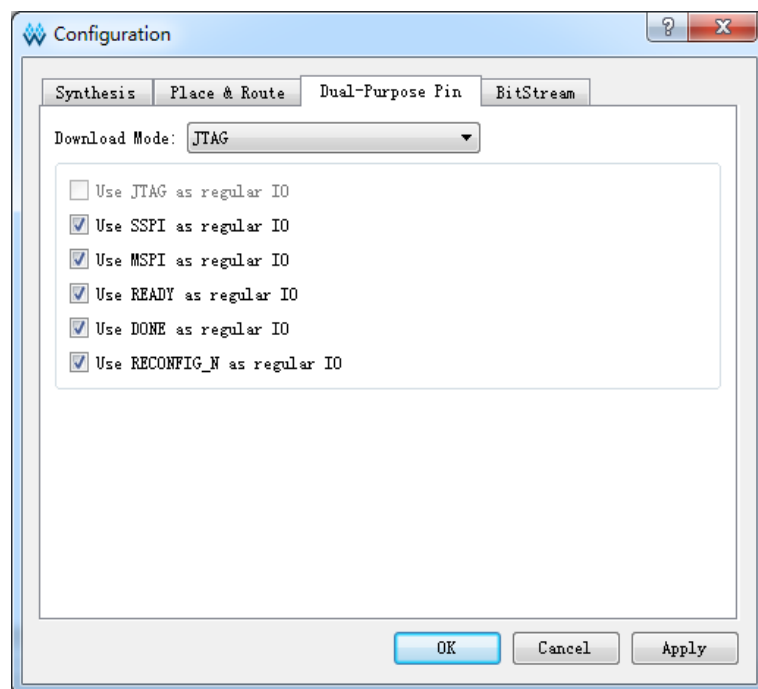 Configuration
Synthesis Place & Route Dual-Purpose Pin BitStream
Download Mode: JTAG
Use JTAG as regular IO
Use SSPI as regular IO
Use MSPI as regular IO
Use READY as regular IO
Use DONE as regular IO
Use RECONFIG_N as regular IO
OK Cancel Apply